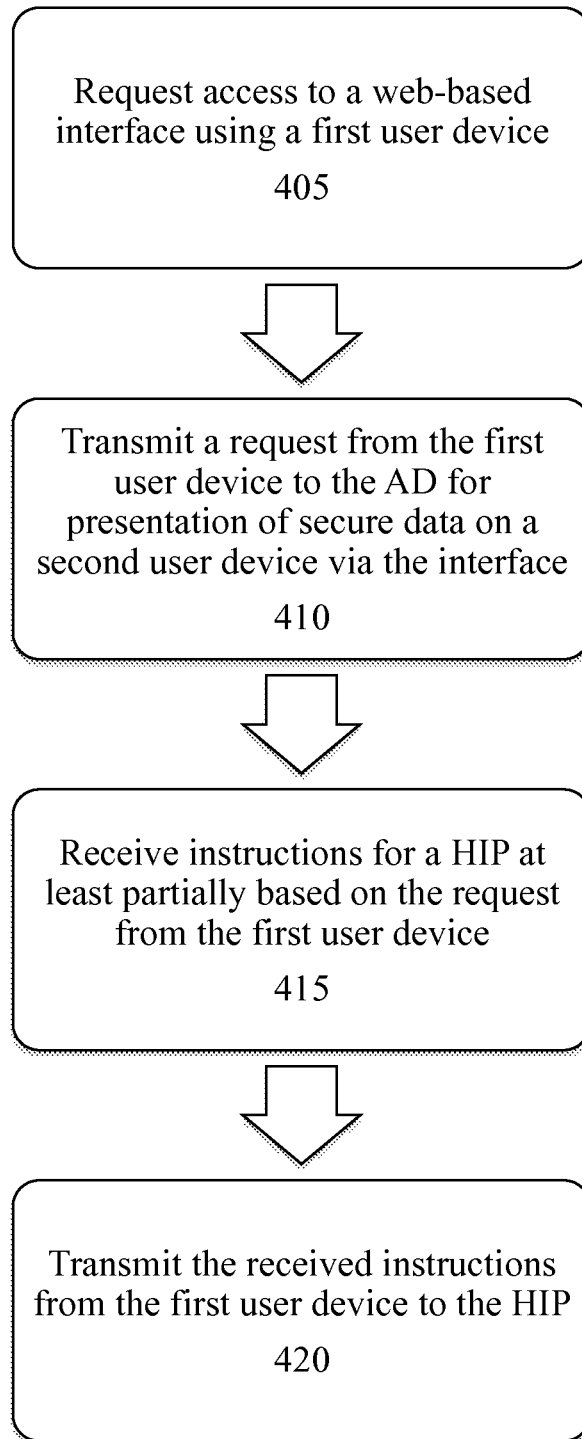 Request access to a web-based
interface using a first user device
405
Transmit a request from the first
user device to the AD for
presentation of secure data on a
second user device via the interface
410
Receive instructions for a HIP at
least partially based on the request
from the first user device
415
Transmit the received instructions
from the first user device to the HIP
420